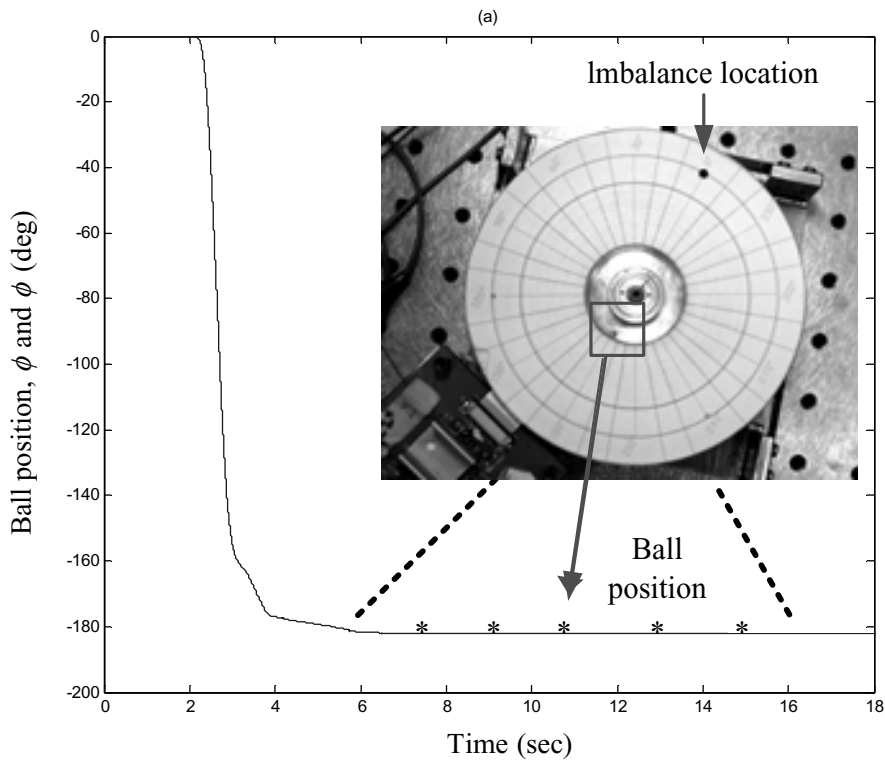 (a)
Imbalance location
Ball position, ϕ and ϕ (deg)
0
-20
-40
-60
-80
-100
-120
-140
-160
-180
-200
Ball
position
* * * * *
0 2 4 6 8 10 12 14 16 18
Time (sec)